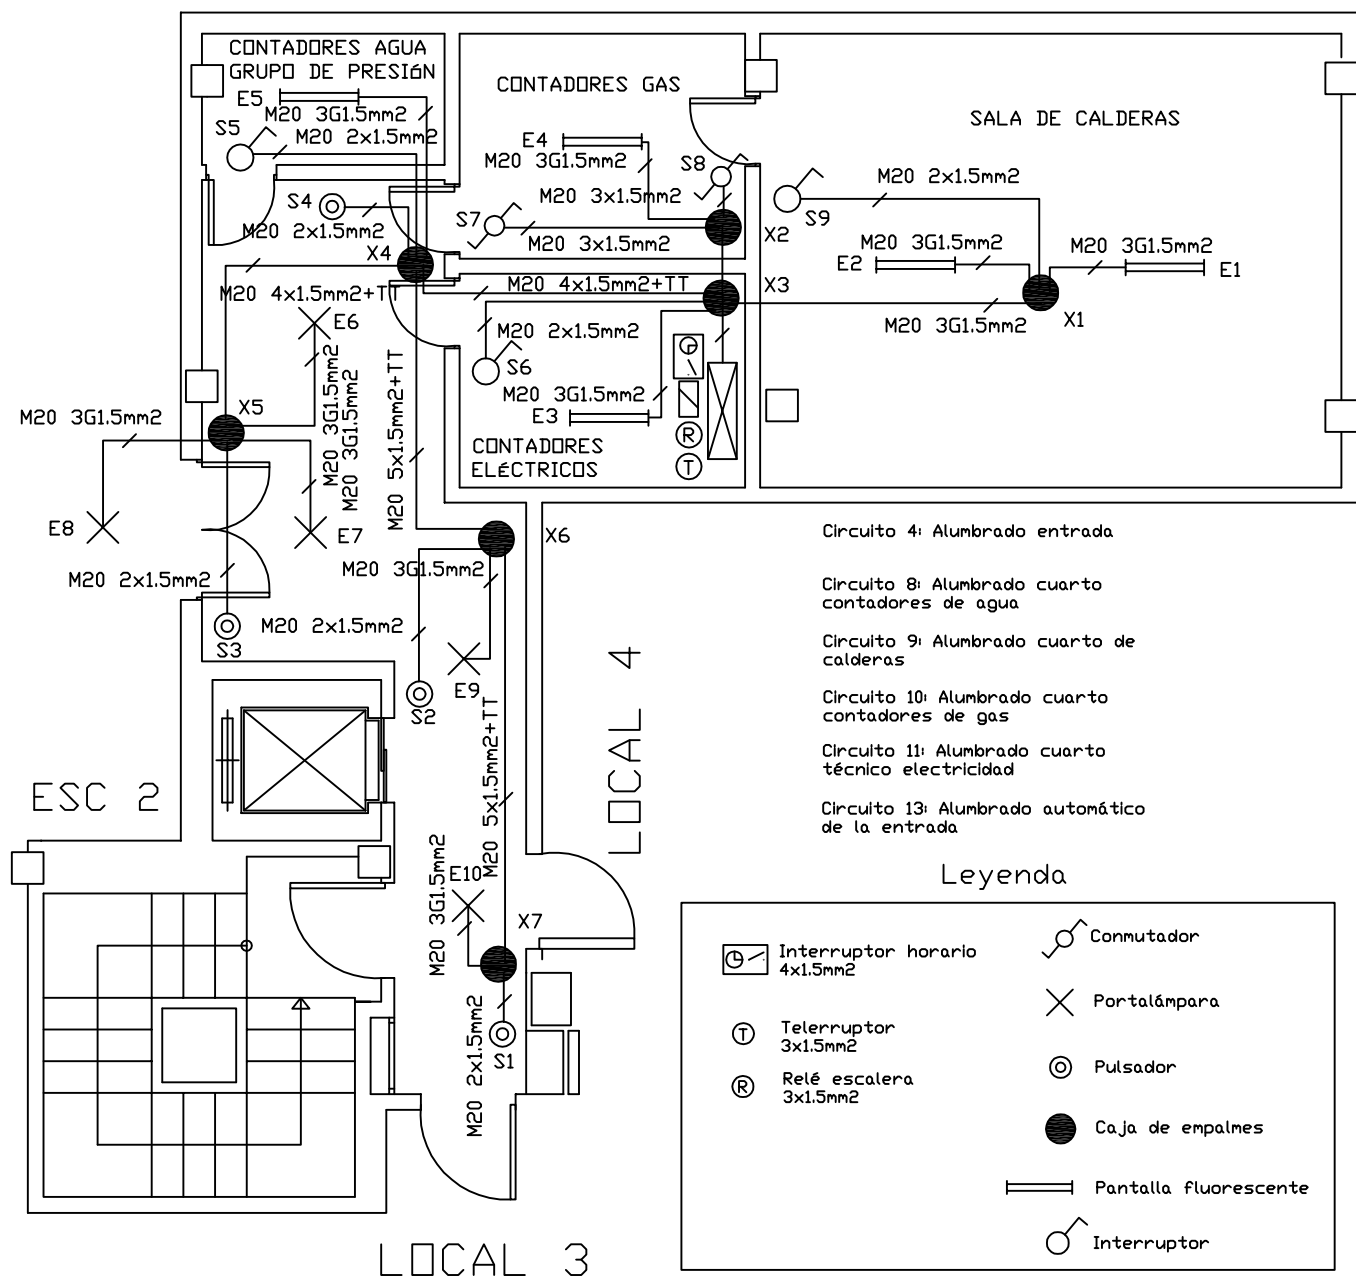 CONTADORES AGUA
GRUPO DE PRESIóN
E5
M20 3G1.5mm2
S5
M20 2x1.5mm2
CONTADORES GAS
E4
M20 3G1.5mm2
S8
M20 3x1.5mm2
SALA DE CALDERAS
M20 2x1.5mm2
S9
S4
M20 2x1.5mm2
S7
M20 3x1.5mm2
X2
M20 3G1.5mm2
E2
M20 3G1.5mm2
E1
X4
M20 4x1.5mm2+TT
M20 4x1.5mm2+TT
X3
M20 3G1.5mm2
X1
E6
M20 2x1.5mm2
S6
M20 3G1.5mm2
M20 3G1.5mm2
M20 5x1.5mm2+TT
M20 3G1.5mm2
E3
R
T
CONTADORES
ELéCTRICOS
M20 3G1.5mm2
X5
E8
E7
M20 2x1.5mm2
S3
X6
M20 3G1.5mm2
M20 2x1.5mm2
E9
S2
M20 5x1.5mm2+TT
LOCAL 4
ESC 2
E10
M20 3G1.5mm2
X7
M20 2x1.5mm2
S1
LOCAL 3
Circuito 4: Alumbrado entrada
Circuito 8: Alumbrado cuarto
contadores de agua
Circuito 9: Alumbrado cuarto de
calderas
Circuito 10: Alumbrado cuarto
contadores de gas
Circuito 11: Alumbrado cuarto
técnico electricidad
Circuito 13: Alumbrado automático
de la entrada
Leyenda
Interruptor horario
4x1.5mm2
T
Telerruptor
3x1.5mm2
R
Relé escalera
3x1.5mm2
Conmutador
Portalámpara
Pulsador
Caja de empalmes
Pantalla fluorescente
Interruptor